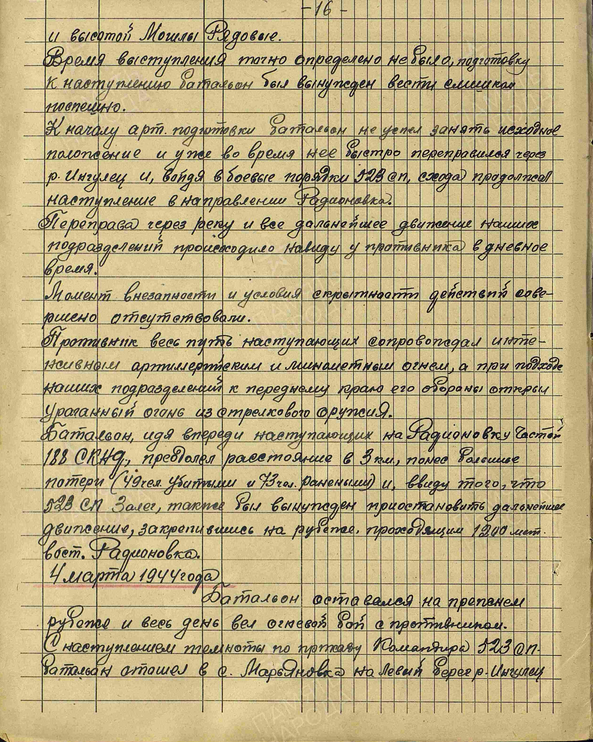 -16-
и высотой Могилы Рядовые.
Время выступления точно определено не было, подготовку
к наступлению батальон был вынужден вести слишком
поспешно.
К началу арт. подготовки батальон не успел занять исходное
положение и уже во время нее быстро переправился через
р. Ингулец и, войдя в боевые порядки 523 сп, схода продолжал
наступление в направлении Радионовка.
Переправа через реку и все дальнейшее движение наших
подразделений происходило навиду у противника в дневное
время.
Момент внезапности и условия скрытности действий совер-
шено отсутствовали.
Противник весь путь наступающих сопровождал инте-
нсивным артиллертским и минометным огнем, а при подходе
наших подразделений к переднему краю его обороны открыл
ураганный огонь из стрелкового оружия.
Батальон, идя впереди наступающих на Радионовку частей
188 СКНД, преодолел расстояние в 3 км, понес большие
потери (49 чел. убитыми и 73 чел. ранеными) и, ввиду того, что
523 СП залег, также был вынужден приостановить дальнейшее
движение, закрепившись на рубеже, проходящим 1200 мет.
вост. Радионовка.
4 марта 1944 года
Батальон оставался на прежнем
рубеже и весь день вел огневой бой с противником.
С наступлением темноты по приказу Командира 523 СП.
батальон отошел в с. Марьяновка на левый берег р. Ингулец